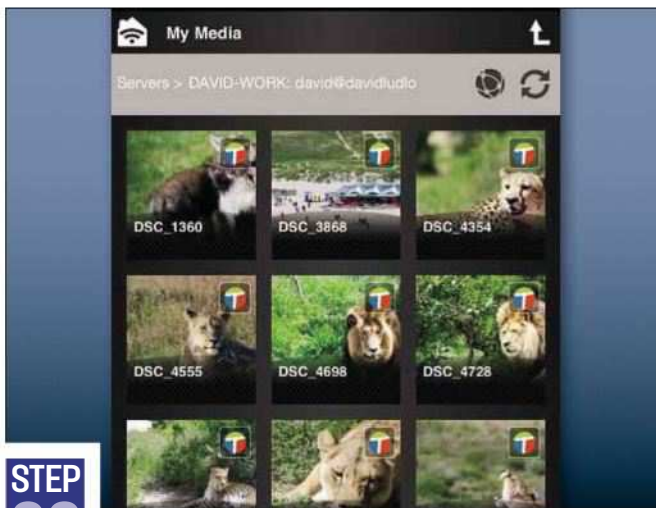 My Media
Servers > DAVID-WORK: david@davidludlo
DSC_1360
DSC_3868
DSC_4354
DSC_4555
DSC_4698
DSC_4728
STEP